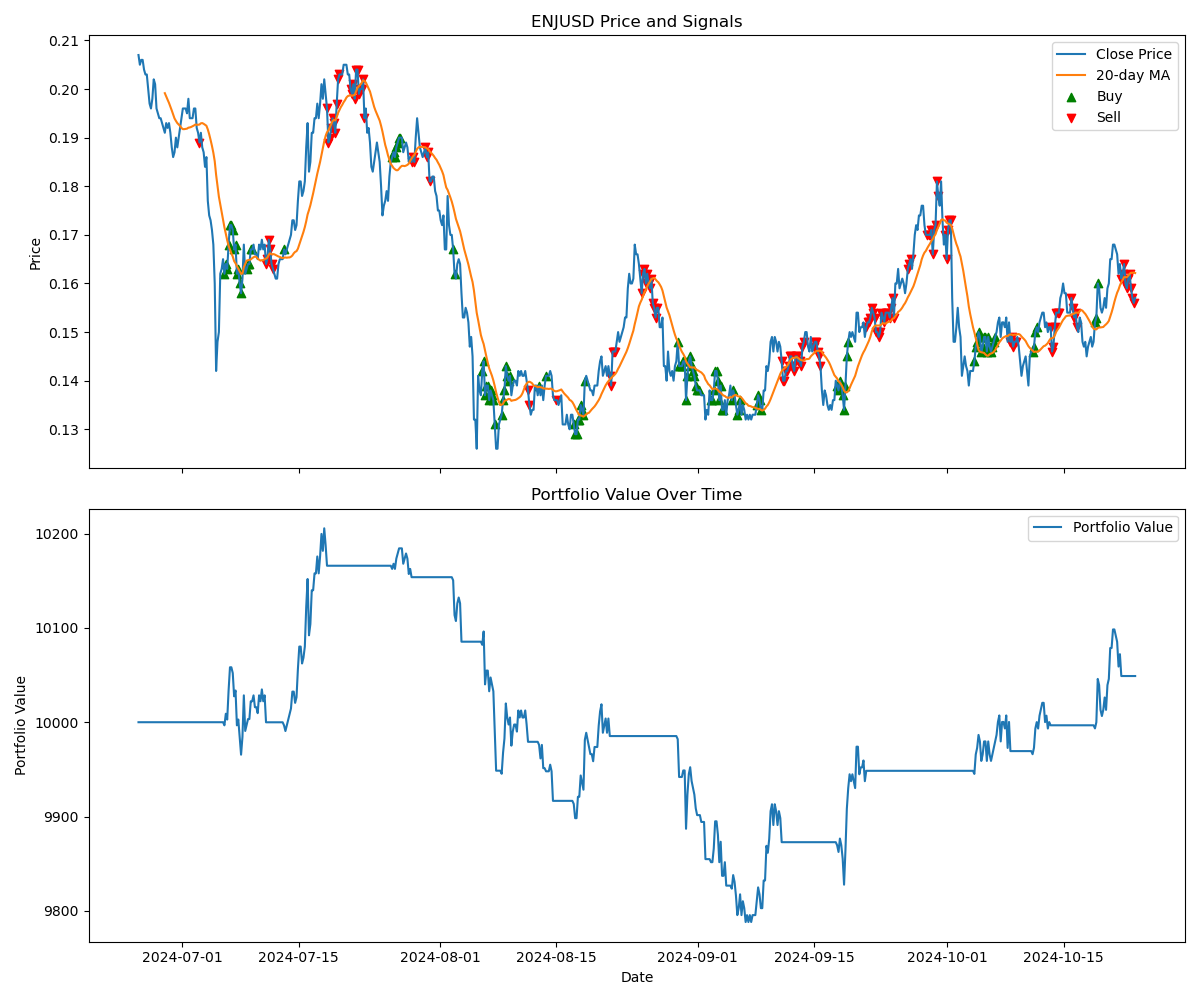 ENJUSD Price and Signals
0.21
0.20
0.19
0.18
0.17
0.16
0.15
0.14
0.13
Price
Close Price
20-day MA
Buy
Sell
Portfolio Value Over Time
10200
10100
10000
9900
9800
Portfolio Value
Portfolio Value
2024-07-01 2024-07-15 2024-08-01 2024-08-15 2024-09-01 2024-09-15 2024-10-01 2024-10-15
Date